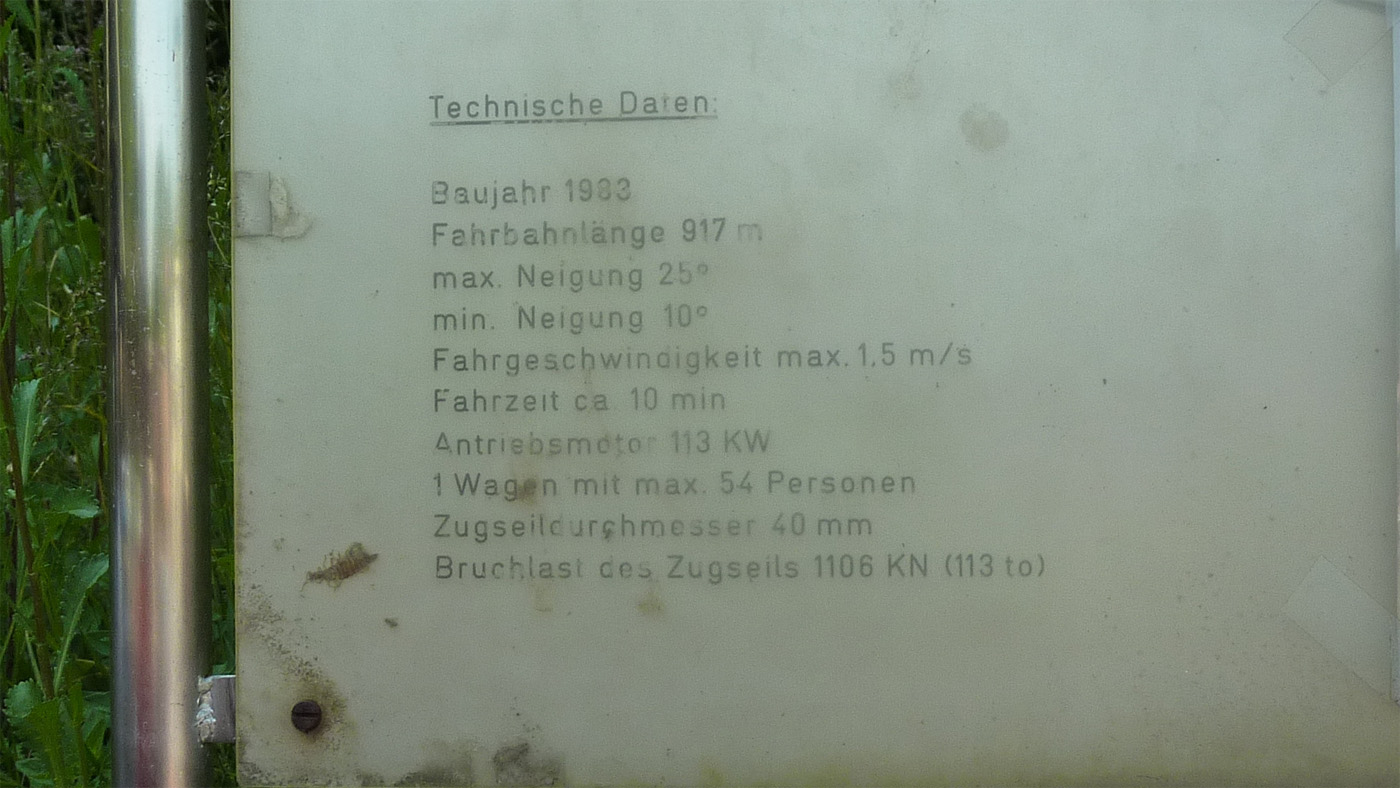 Technische Daten:
Baujahr 1983
Fahrbahnlänge 917 m
max. Neigung 25°
min. Neigung 10°
Fahrgeschwindigkeit max. 1,5 m/s
Fahrzeit ca. 10 min
Antriebsmotor 113 KW
1 Wagen mit max. 54 Personen
Zugseildurchmesser 40 mm
Bruchlast des Zugseils 1106 KN (113 to)